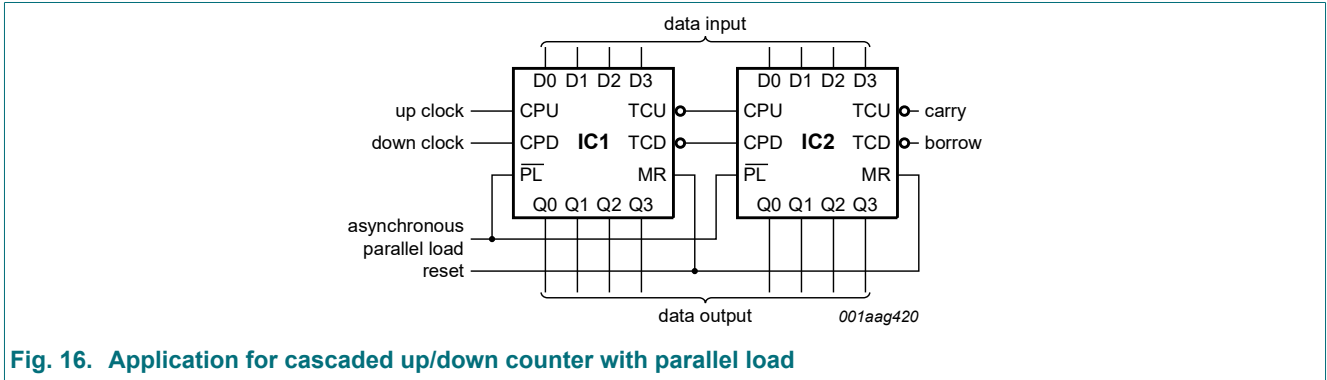 data input
D0 D1 D2 D3 D0 D1 D2 D3
up clock CPU TCU CPU TCU carry
down clock CPD IC1 TCD CPD IC2 TCD borrow
PL MR PL MR
Q0 Q1 Q2 Q3 Q0 Q1 Q2 Q3
asynchronous
parallel load
reset
data output 001aag420
Fig. 16. Application for cascaded up/down counter with parallel load